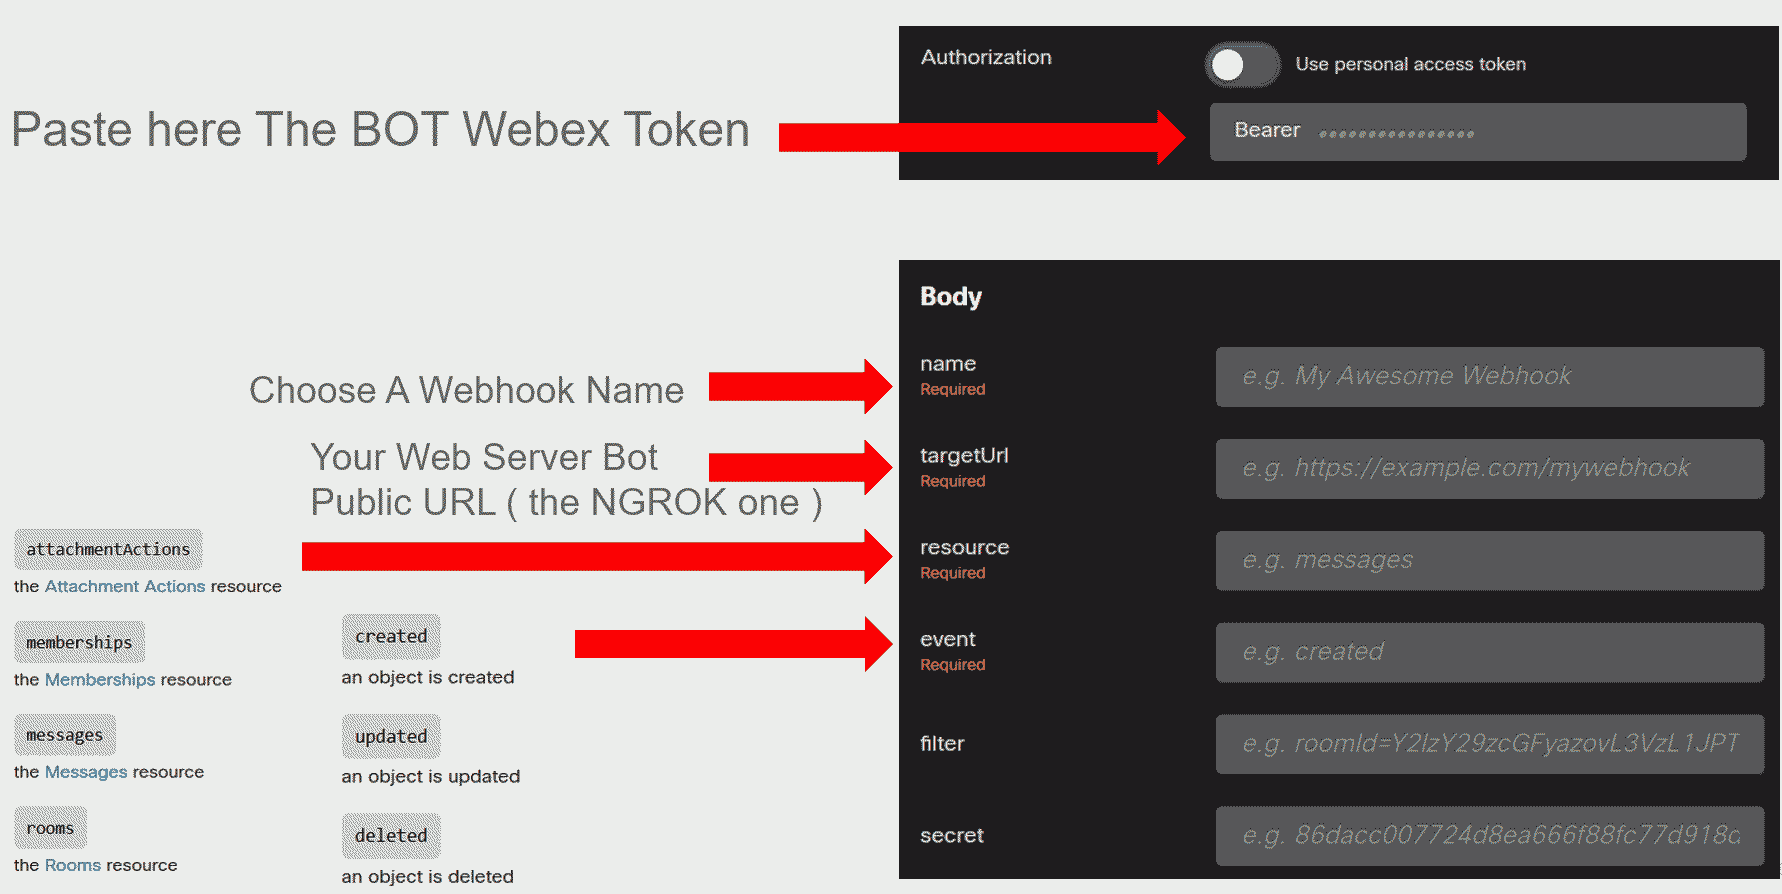 Authorization
Use personal access token
Paste here The BOT Webex Token
Bearer ................
Body
Choose A Webhook Name
name
Required
e.g. My Awesome Webhook
Your Web Server Bot
Public URL ( the NGROK one )
targetUrl
Required
e.g. https://example.com/mywebhook
attachmentActions
the Attachment Actions resource
memberships
the Memberships resource
messages
the Messages resource
rooms
the Rooms resource
created
an object is created
updated
an object is updated
deleted
an object is deleted
resource
Required
e.g. messages
event
Required
e.g. created
filter
e.g. roomId=Y2lzY29zcGFyazovL3VzL1JPT
secret
e.g. 86dacc007724d8ea666f88fc77d918c